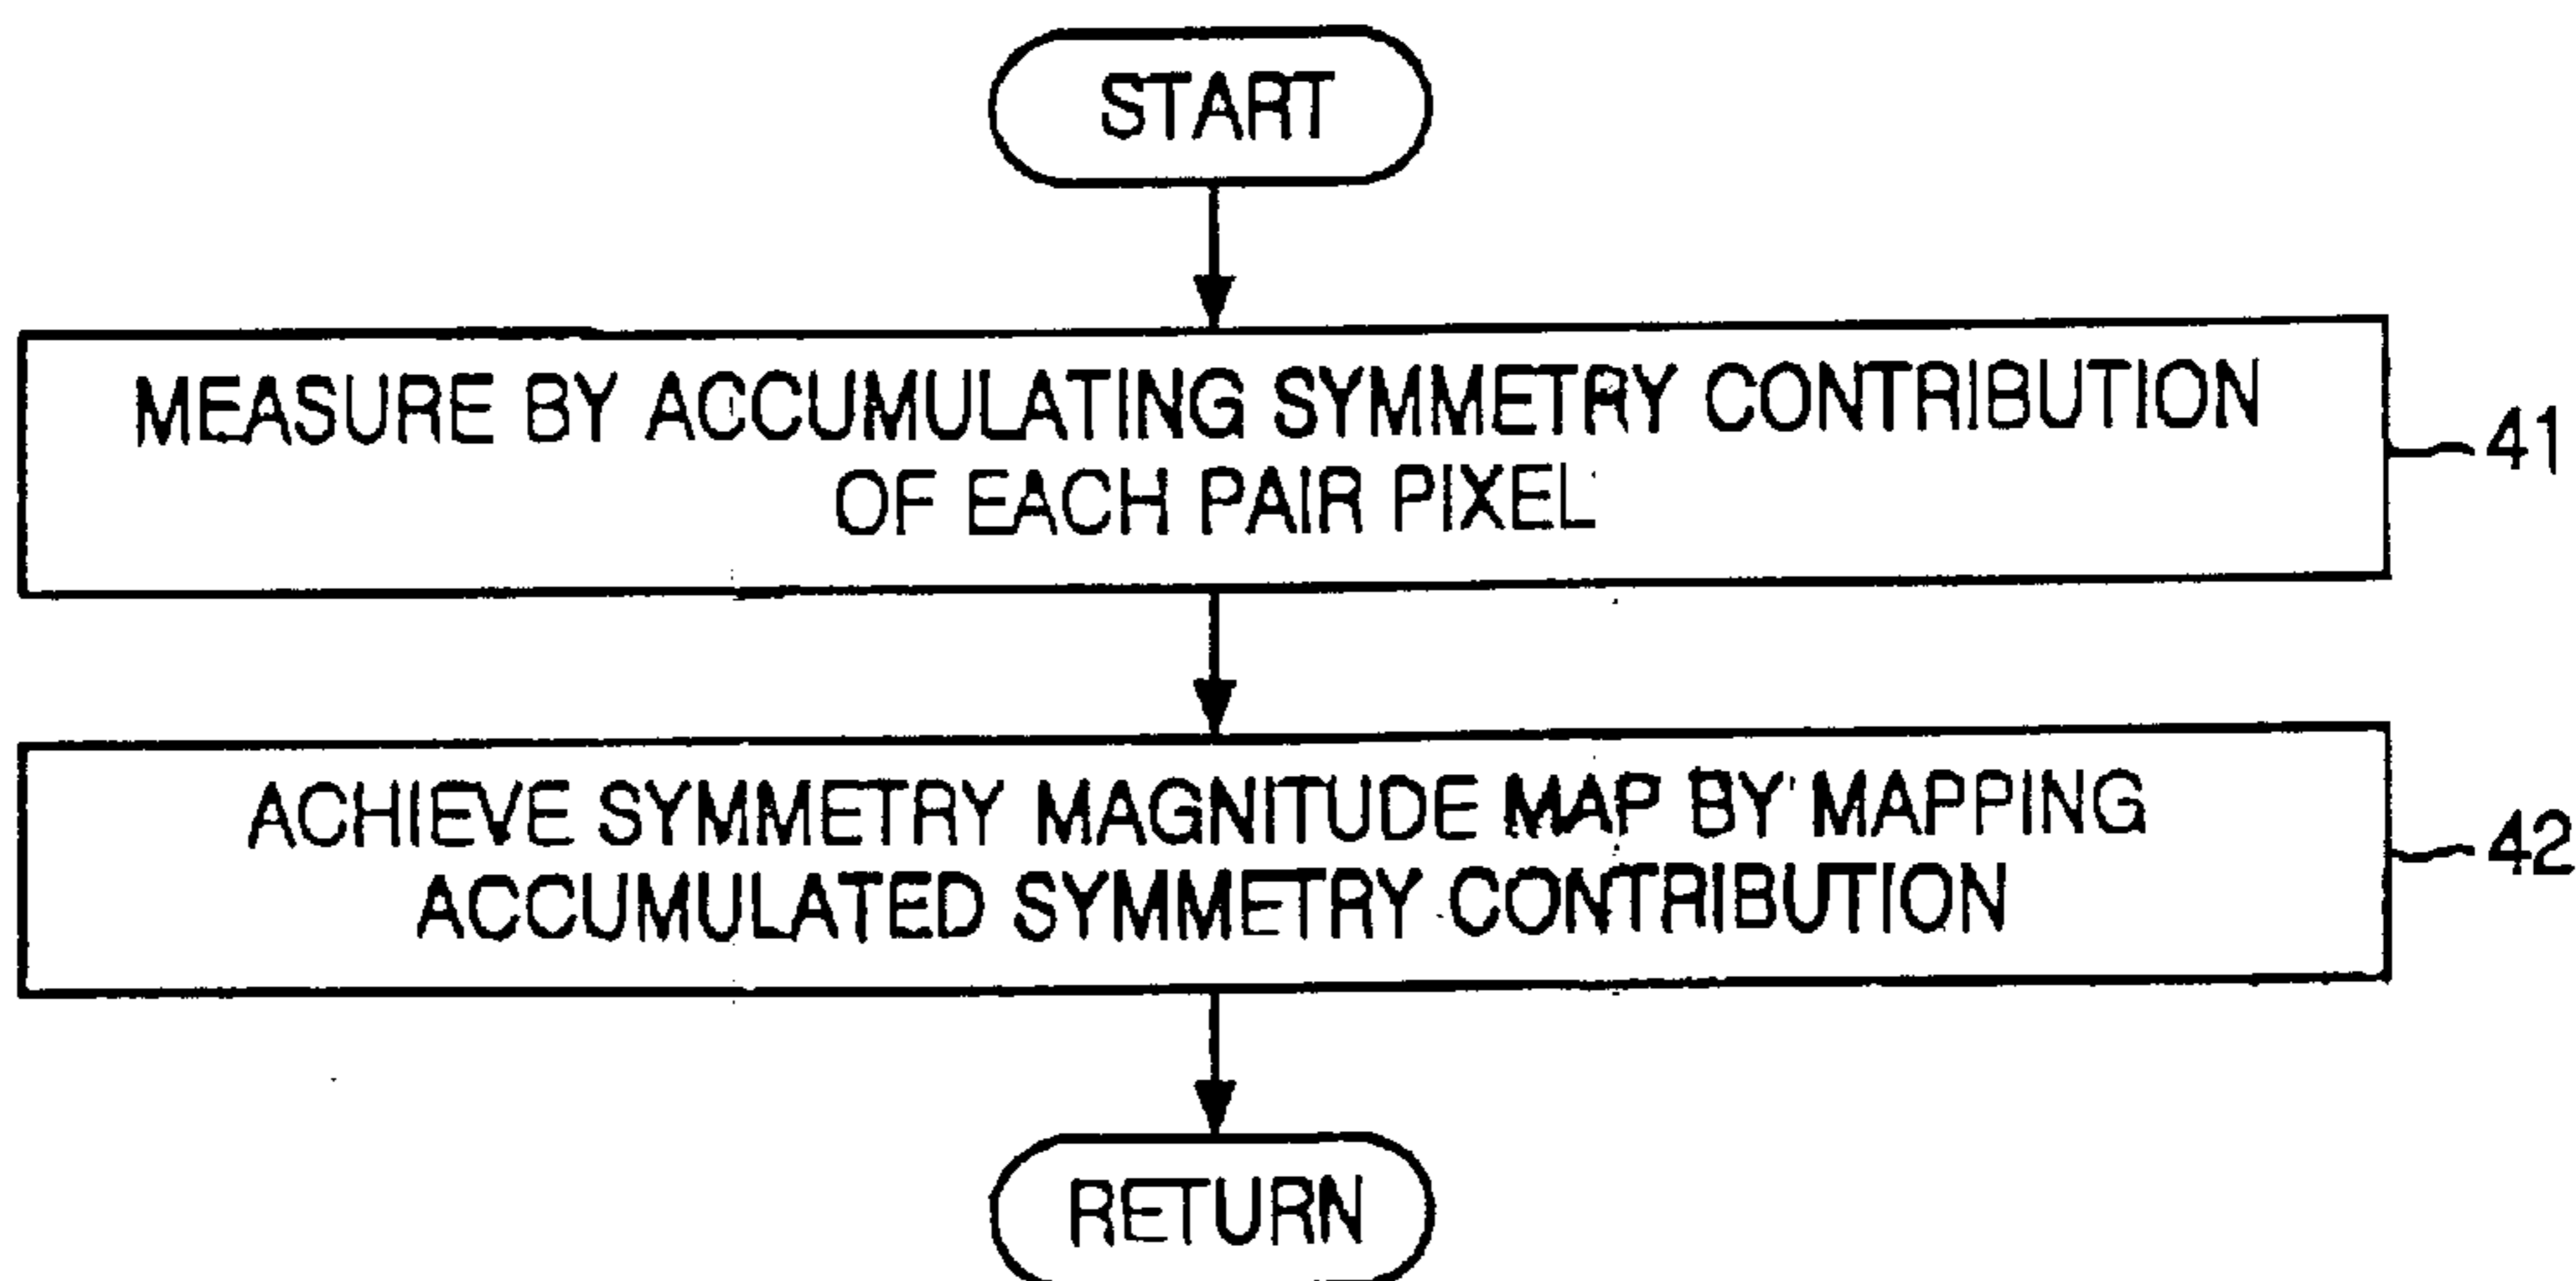 START
MEASURE BY ACCUMULATING SYMMETRY CONTRIBUTION
OF EACH PAIR PIXEL
41
ACHIEVE SYMMETRY MAGNITUDE MAP BY MAPPING
ACCUMULATED SYMMETRY CONTRIBUTION
42
RETURN